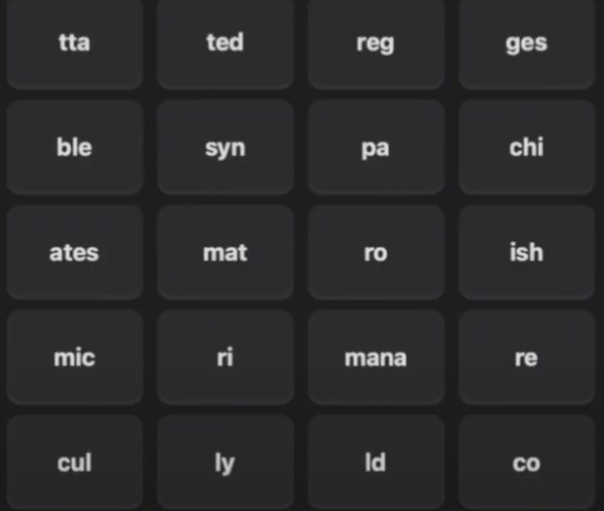 tta ted reg ges
ble syn pa chi
ates mat ro ish
mic ri mana re
cul ly ld co